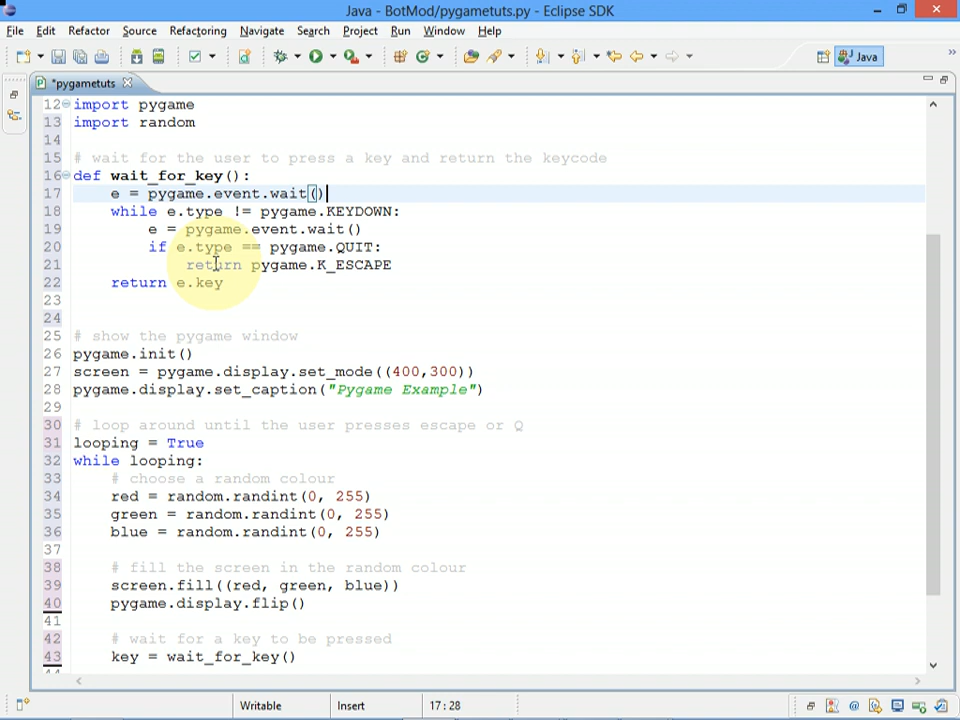 Java - BotMod/pygametuts.py - Eclipse SDK
File Edit Refactor Source Refactoring Navigate Search Project Run Window Help
Java
*pygametuts
12 import pygame
13 import random
14
15 # wait for the user to press a key and return the keycode
16 def wait_for_key():
17 e = pygame.event.wait()
18 while e.type != pygame.KEYDOWN:
19 e = pygame.event.wait()
20 if e.type == pygame.QUIT:
21 return pygame.K_ESCAPE
22 return e.key
23
24
25 # show the pygame window
26 pygame.init()
27 screen = pygame.display.set_mode((400,300))
28 pygame.display.set_caption("Pygame Example")
29
30 # loop around until the user presses escape or Q
31 looping = True
32 while looping:
33 # choose a random colour
34 red = random.randint(0, 255)
35 green = random.randint(0, 255)
36 blue = random.randint(0, 255)
37
38 # fill the screen in the random colour
39 screen.fill((red, green, blue))
40 pygame.display.flip()
41
42 # wait for a key to be pressed
43 key = wait_for_key()
Writable Insert 17:28